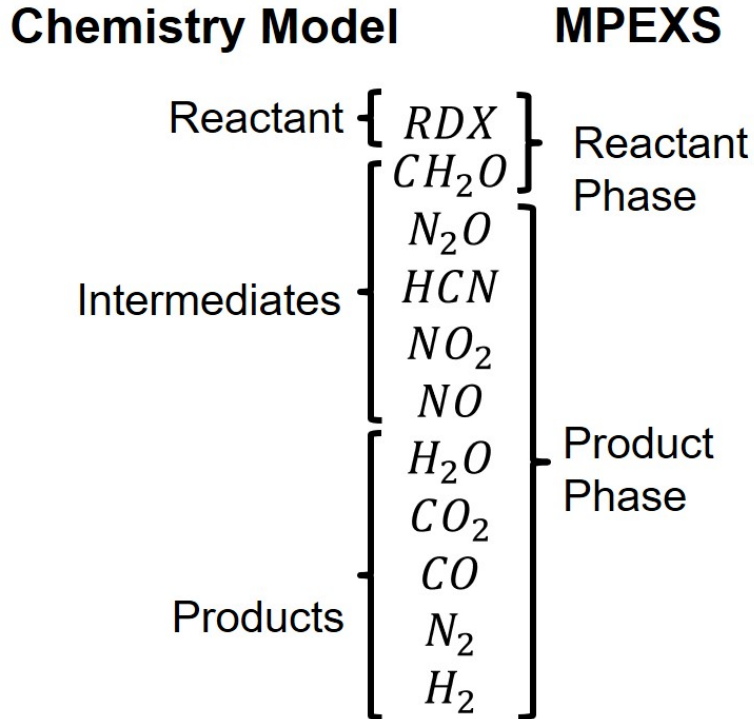 Chemistry Model MPEXS
Reactant
RDX
CH₂O
Reactant
Phase
N₂O
Intermediates
HCN
NO₂
NO
H₂O
Product
Phase
CO₂
CO
Products
N₂
H₂